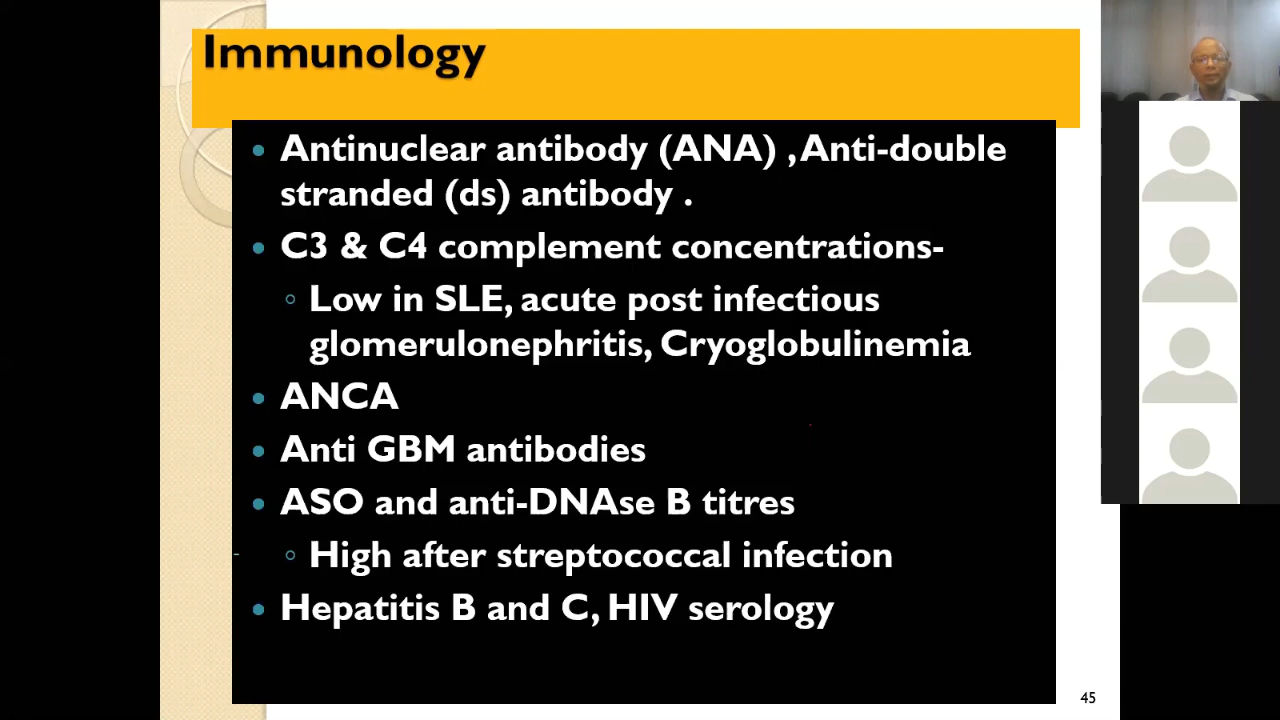 Immunology
Antinuclear antibody (ANA) , Anti-double
stranded (ds) antibody .
C3 & C4 complement concentrations-
Low in SLE, acute post infectious
glomerulonephritis, Cryoglobulinemia
ANCA
Anti GBM antibodies
ASO and anti-DNAse B titres
High after streptococcal infection
Hepatitis B and C, HIV serology
45